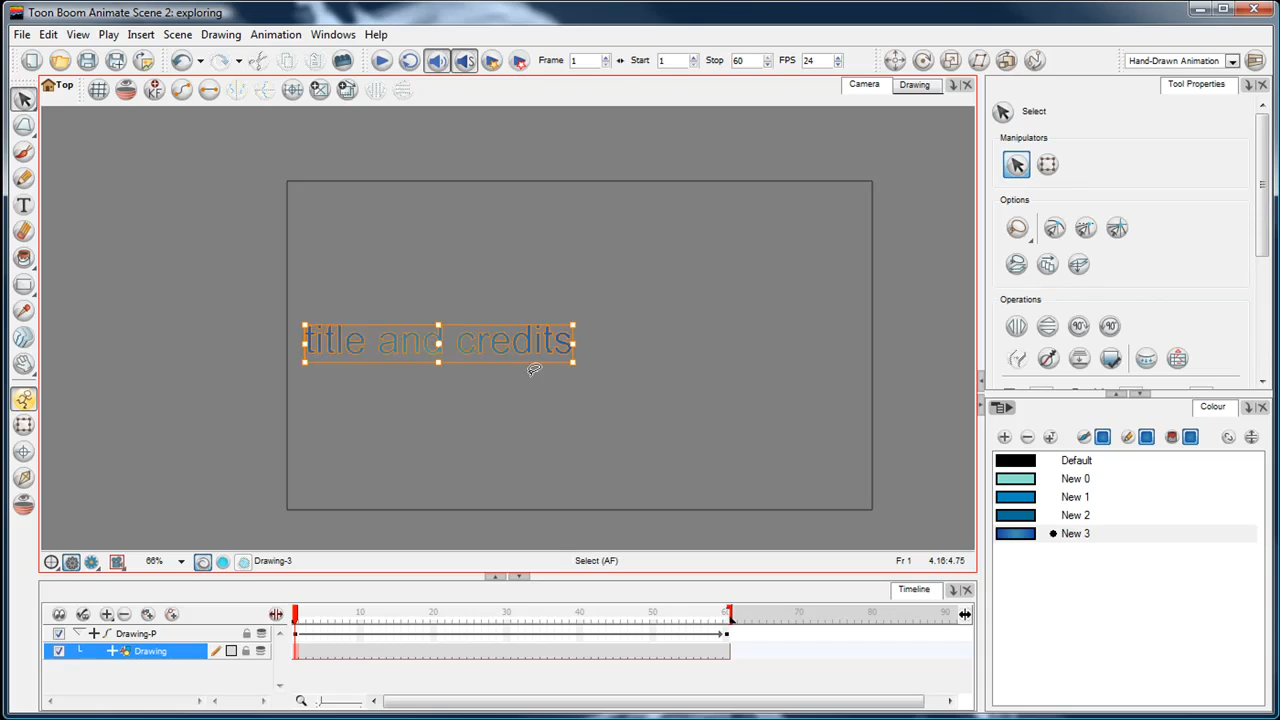 Toon Boom Animate Scene 2: exploring
File Edit View Play Insert Scene Drawing Animation Windows Help
Frame 1 Start 1 Stop 60 FPS 24 Hand-Drawn Animation
Top Camera Drawing Tool Properties
Select
Manipulators
Options
Operations
title and credits
Colour
Default
New 0
New 1
New 2
New 3
66% Drawing-3 Select (AF) Fr 1 4.16:4.75
Timeline
10 20 30 40 50 60 70 80 90
Drawing-P
Drawing